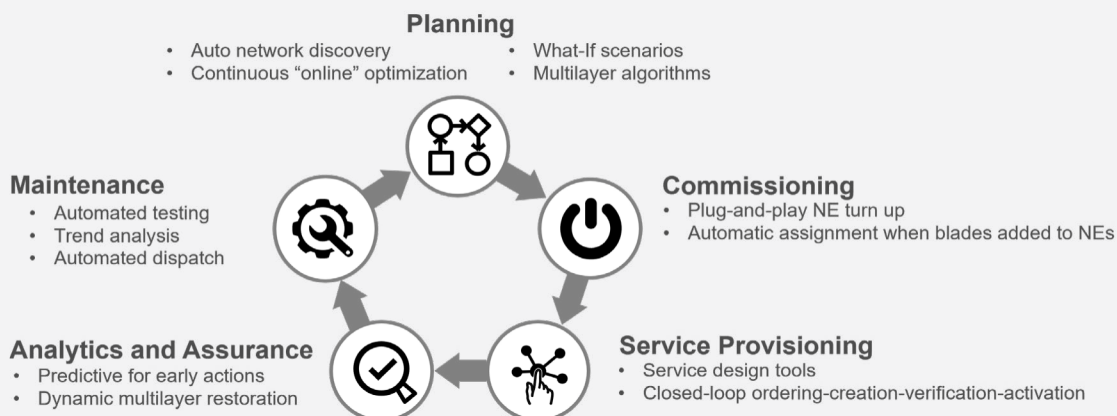 Planning
• Auto network discovery
• Continuous “online” optimization
• What-If scenarios
• Multilayer algorithms
Maintenance
• Automated testing
• Trend analysis
• Automated dispatch
Commissioning
• Plug-and-play NE turn up
• Automatic assignment when blades added to NEs
Analytics and Assurance
• Predictive for early actions
• Dynamic multilayer restoration
Service Provisioning
• Service design tools
• Closed-loop ordering-creation-verification-activation